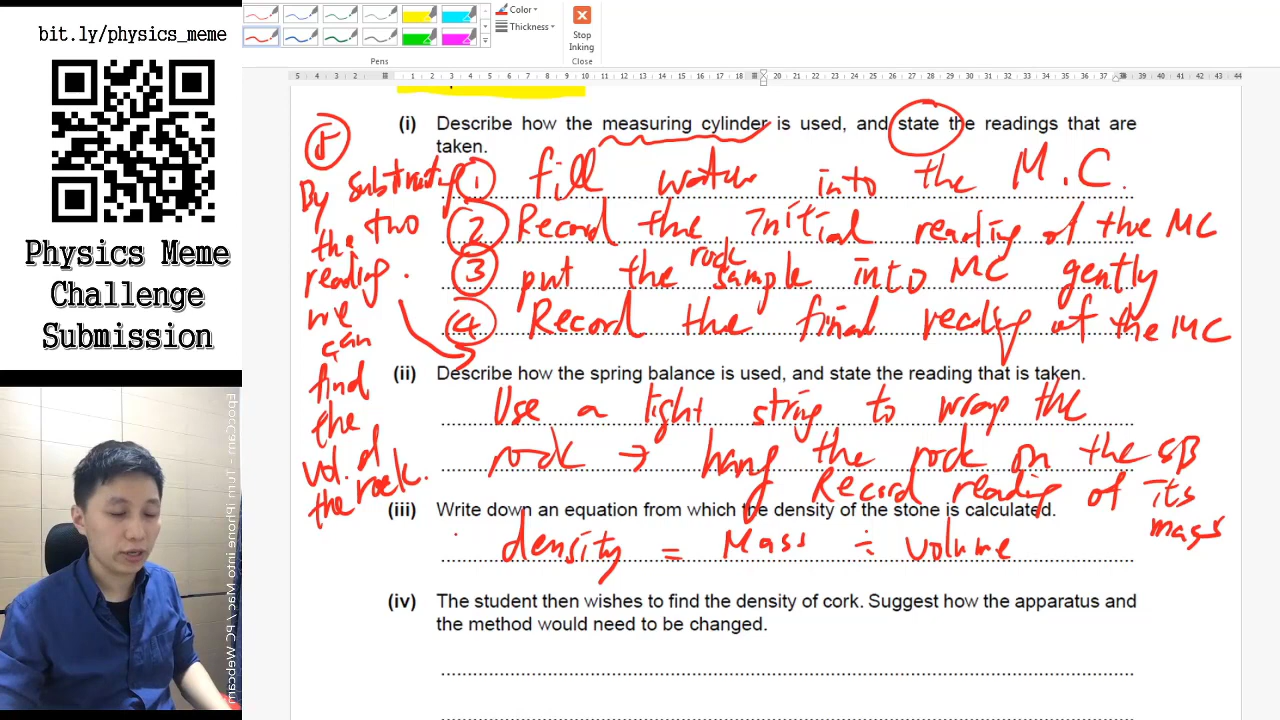 bit.ly/physics_meme
Physics Meme
Challenge
Submission
Color
Thickness
Stop
Inking
Pens
Close
(i) Describe how the measuring cylinder is used, and state the readings that are
taken.
① fill water into the M.C.
② Record the Initial reading of the MC
③ put the rock sample into MC gently
④ Record the final reading of the MC
⑤
By subtracting
two
the
reading.
we
can
find
the
vol. of
the rock.
(ii) Describe how the spring balance is used, and state the reading that is taken.
Use a light string to wrap the
rock → hang the rock on the SB
Record reading of its
mass
(iii) Write down an equation from which the density of the stone is calculated.
density = Mass ÷ volume
(iv) The student then wishes to find the density of cork. Suggest how the apparatus and
the method would need to be changed.